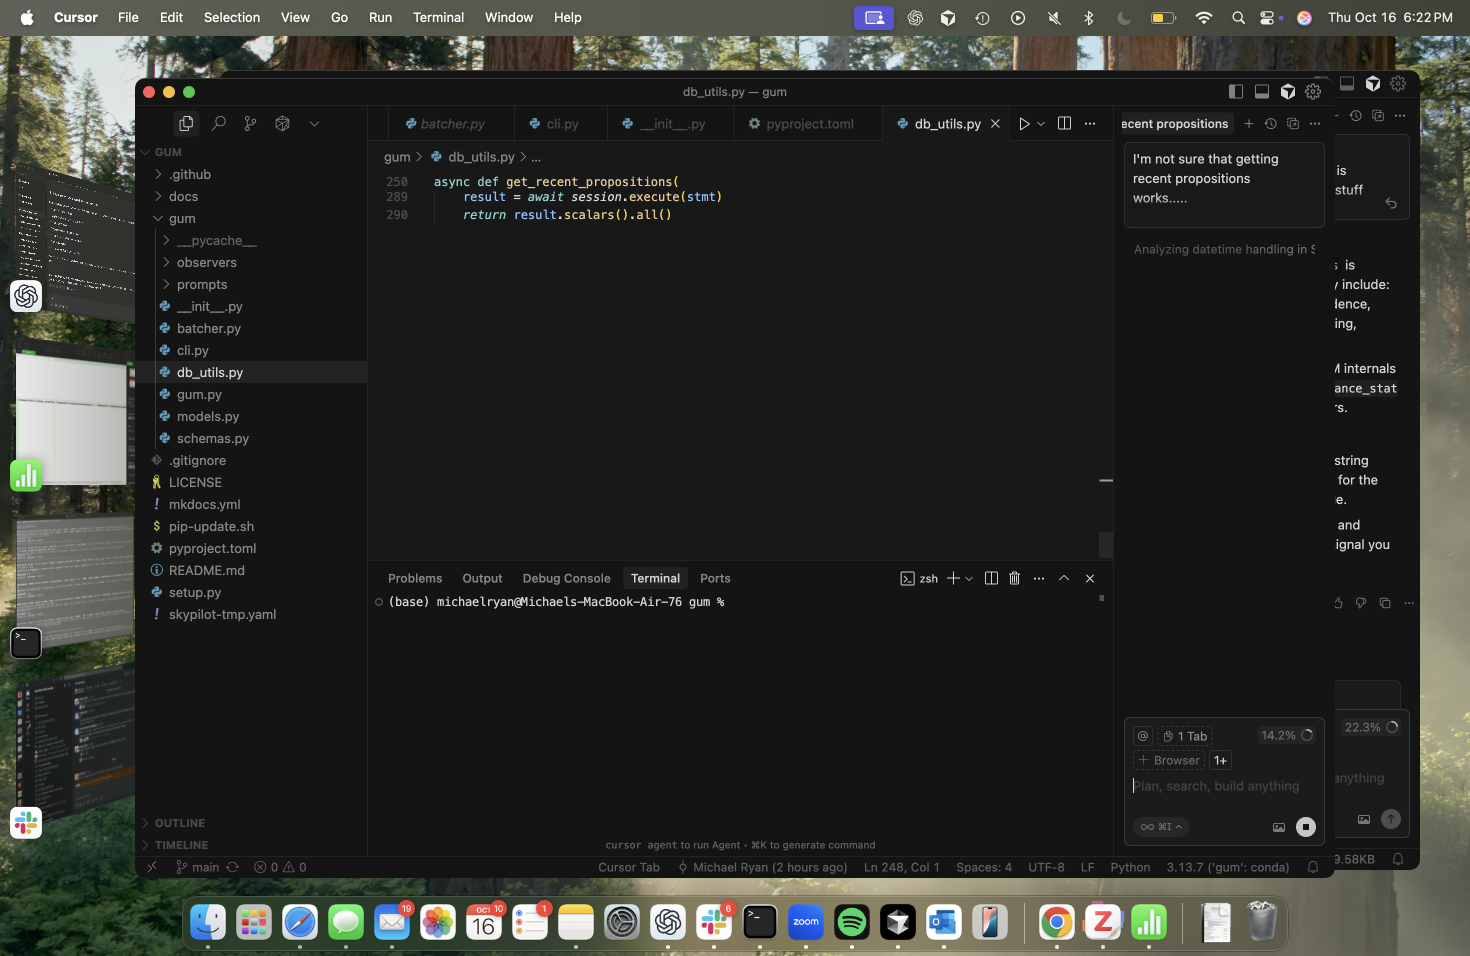 Cursor File Edit Selection View Go Run Terminal Window Help
Thu Oct 16 6:22 PM
db_utils.py — gum
batcher.py
cli.py
__init__.py
pyproject.toml
db_utils.py
ecent propositions
GUM
.github
docs
gum
__pycache__
observers
prompts
__init__.py
batcher.py
cli.py
db_utils.py
gum.py
models.py
schemas.py
.gitignore
LICENSE
mkdocs.yml
pip-update.sh
pyproject.toml
README.md
setup.py
skypilot-tmp.yaml
OUTLINE
TIMELINE
gum > db_utils.py > ...
250 async def get_recent_propositions(
289 result = await session.execute(stmt)
290 return result.scalars().all()
I'm not sure that getting
recent propositions
works.....
Analyzing datetime handling in S
is
stuff
s is
y include:
dence,
ing,
M internals
ance_stat
rs.
string
for the
e.
and
ignal you
Problems Output Debug Console Terminal Ports
zsh
(base) michaelryan@Michaels-MacBook-Air-76 gum %
cursor agent to run Agent • ⌘K to generate command
@ 1 Tab 14.2%
+ Browser 1+
Plan, search, build anything
∞ ⌘I
22.3%
anything
main 0 0
Cursor Tab Michael Ryan (2 hours ago) Ln 248, Col 1 Spaces: 4 UTF-8 LF Python 3.13.7 ('gum': conda)
9.58KB
19
OCT 10
16
1
6
zoom
Z